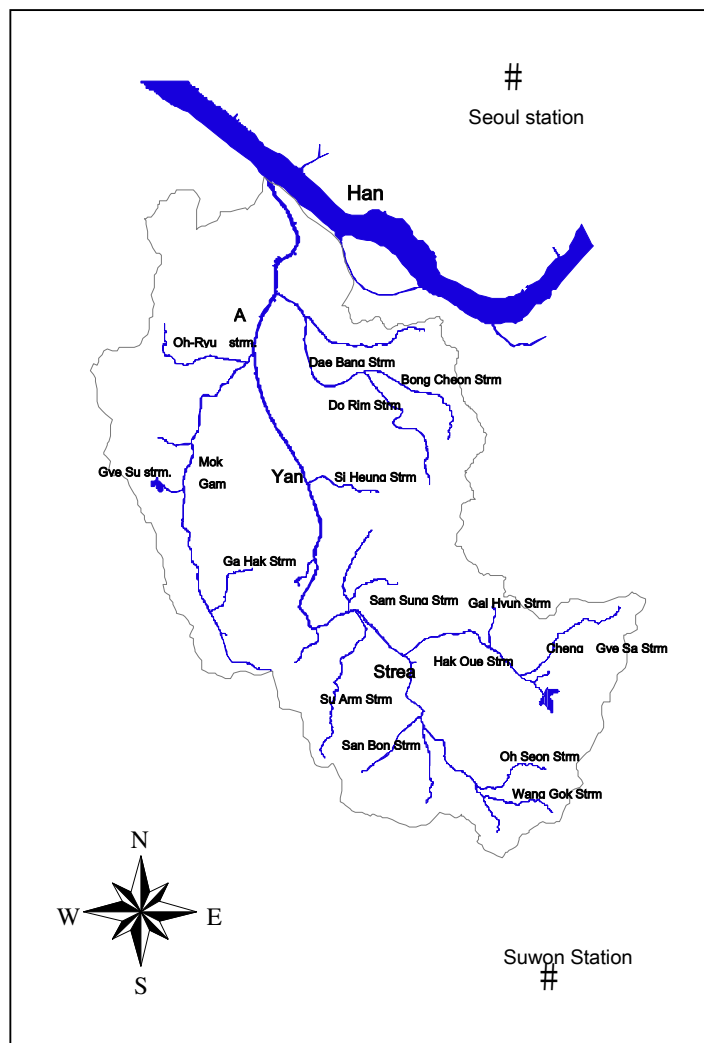 #
Seoul station
Han
A
Oh-Ryu strm.
Dae Bang Strm
Bong Cheon Strm
Do Rim Strm
Mok
Gam
Gye Su strm.
Yan
Si Heung Strm
Ga Hak Strm
Sam Sung Strm
Gal Hyun Strm
Cheng Gye Sa Strm
Hak Oue Strm
Strea
Su Arm Strm
San Bon Strm
Oh Seon Strm
Wang Gok Strm
N
W E
S
Suwon Station
#